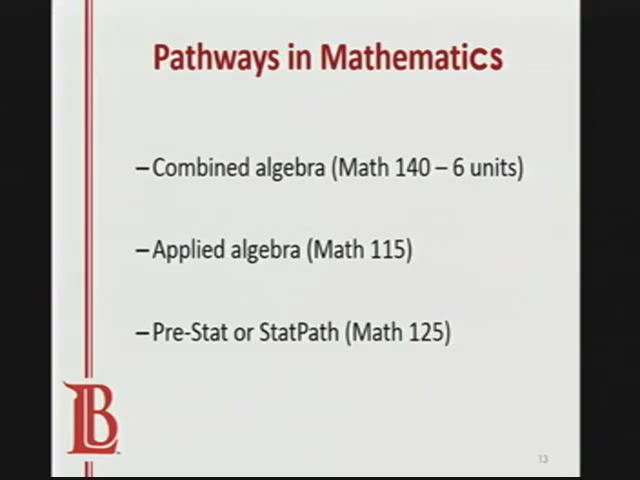 Pathways in Mathematics
– Combined algebra (Math 140 – 6 units)
– Applied algebra (Math 115)
– Pre-Stat or StatPath (Math 125)
LB
13